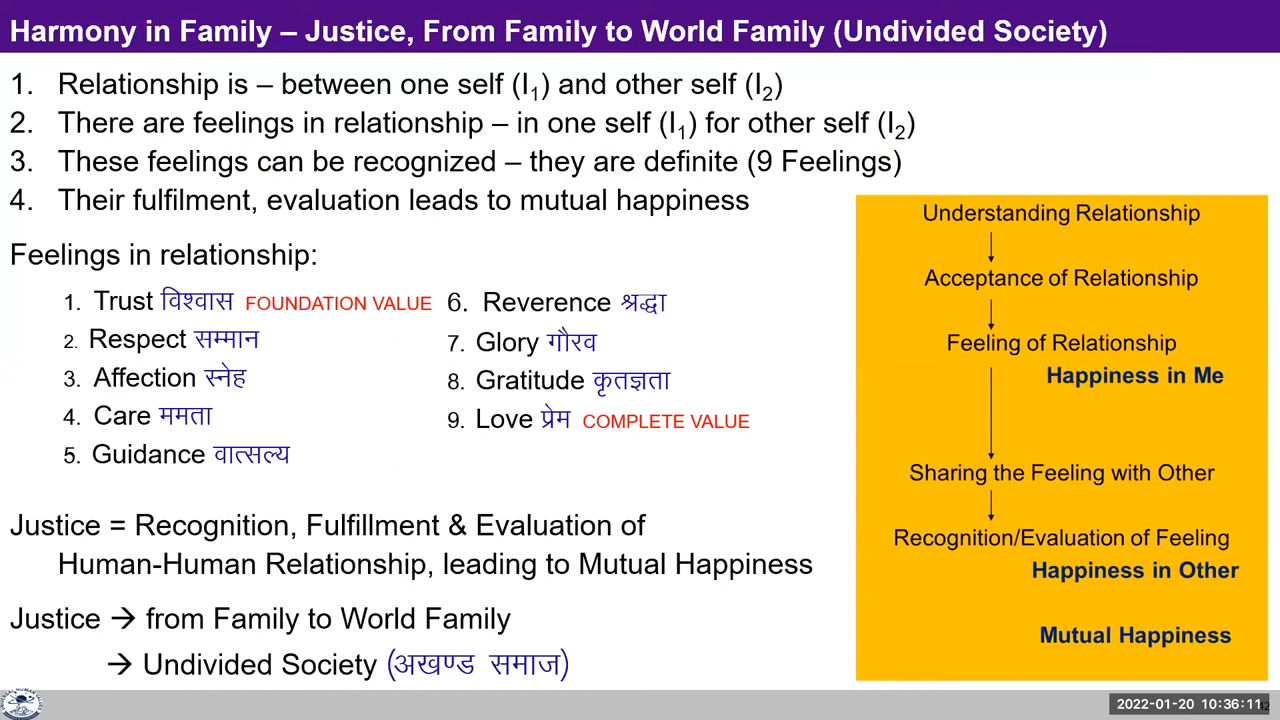 Harmony in Family – Justice, From Family to World Family (Undivided Society)
1. Relationship is – between one self (I₁) and other self (I₂)
2. There are feelings in relationship – in one self (I₁) for other self (I₂)
3. These feelings can be recognized – they are definite (9 Feelings)
4. Their fulfilment, evaluation leads to mutual happiness
Feelings in relationship:
1. Trust विश्वास FOUNDATION VALUE
2. Respect सम्मान
3. Affection स्नेह
4. Care ममता
5. Guidance वात्सल्य
6. Reverence श्रद्धा
7. Glory गौरव
8. Gratitude कृतज्ञता
9. Love प्रेम COMPLETE VALUE
Justice = Recognition, Fulfillment & Evaluation of
Human-Human Relationship, leading to Mutual Happiness
Justice → from Family to World Family
→ Undivided Society (अखण्ड समाज)
Understanding Relationship
Acceptance of Relationship
Feeling of Relationship
Happiness in Me
Sharing the Feeling with Other
Recognition/Evaluation of Feeling
Happiness in Other
Mutual Happiness
2022-01-20 10:36:11